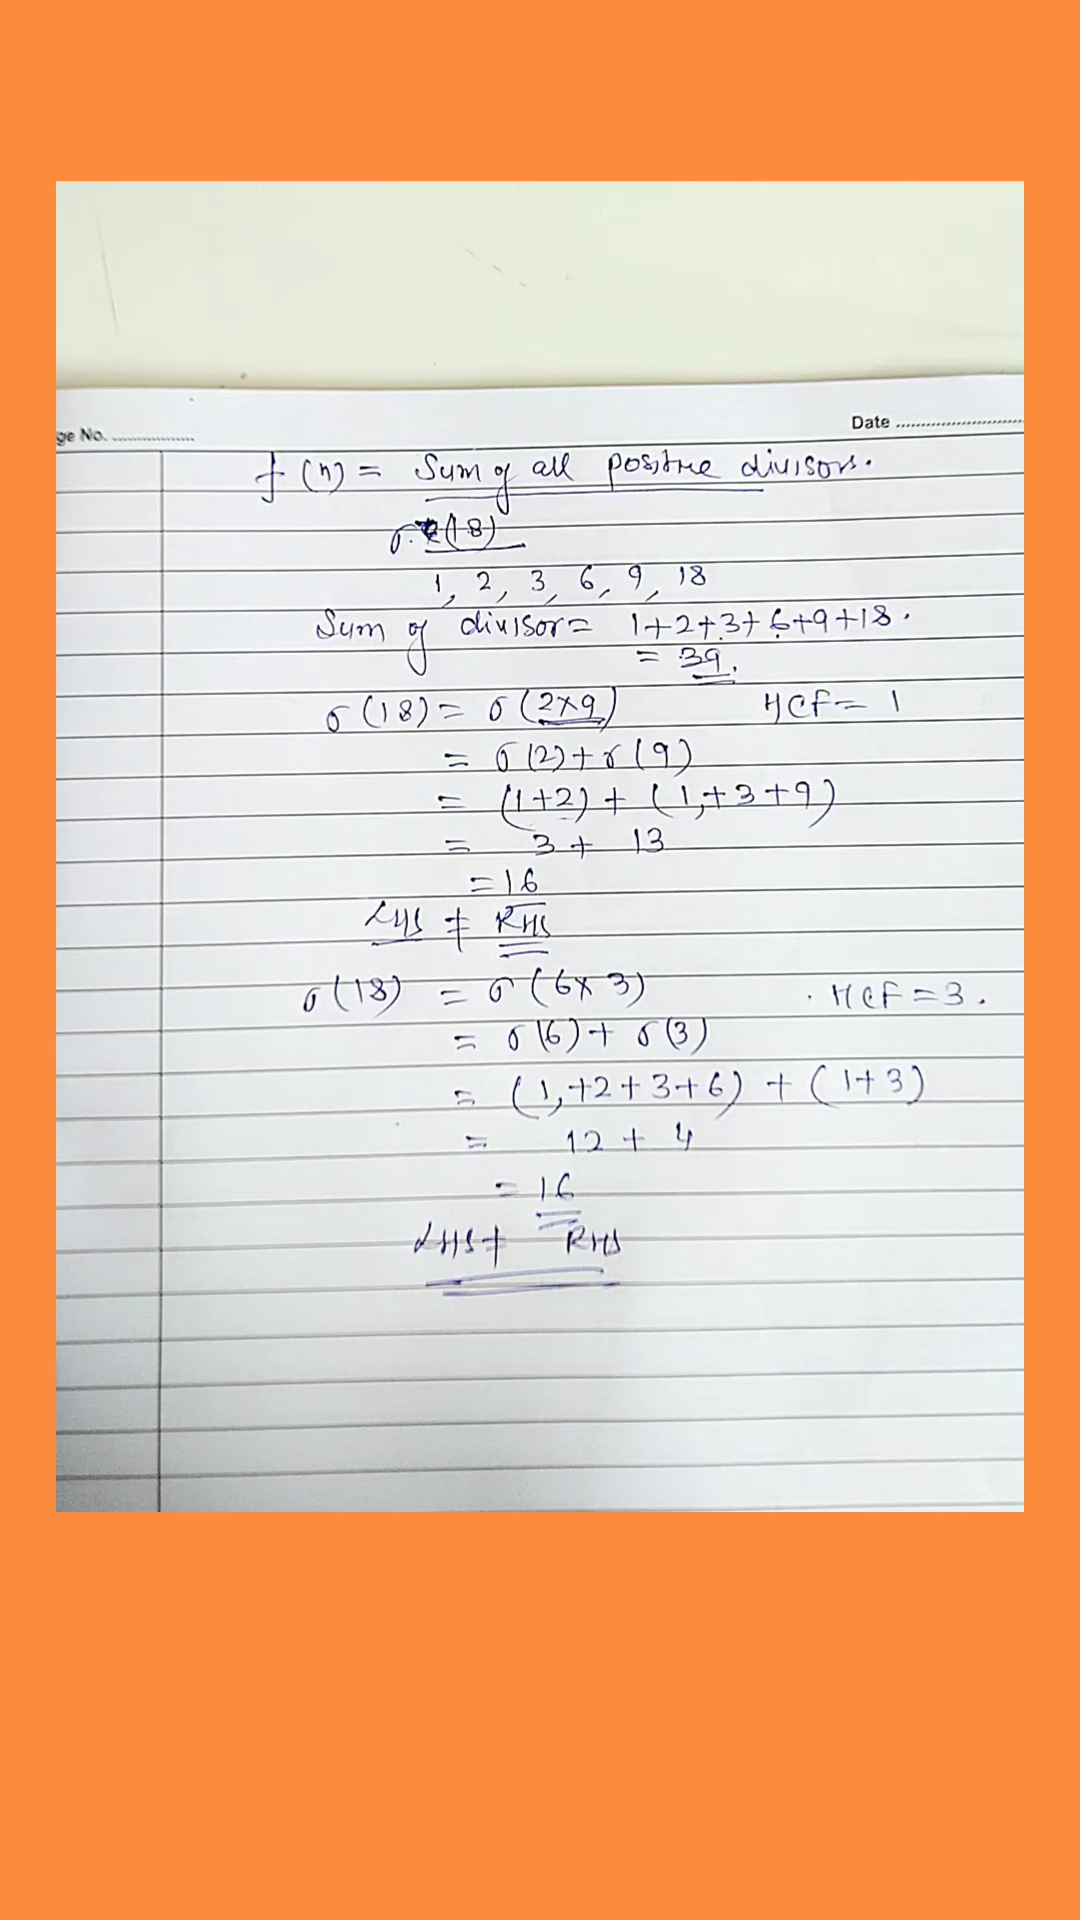 ge No. ..................
Date ..........................
f(n) = Sum of all positive divisors.
σ(18)
1, 2, 3, 6, 9, 18
Sum of divisor = 1+2+3+6+9+18.
= 39.
σ(18) = σ(2×9) HCF = 1
= σ(2)+σ(9)
= (1+2) + (1,+3+9)
= 3 + 13
= 16
LHS ≠ RHS
σ(18) = σ(6×3) . HCF = 3.
= σ(6)+ σ(3)
= (1,+2+3+6) + (1+3)
= 12 + 4
= 16
LHS ≠ RHS